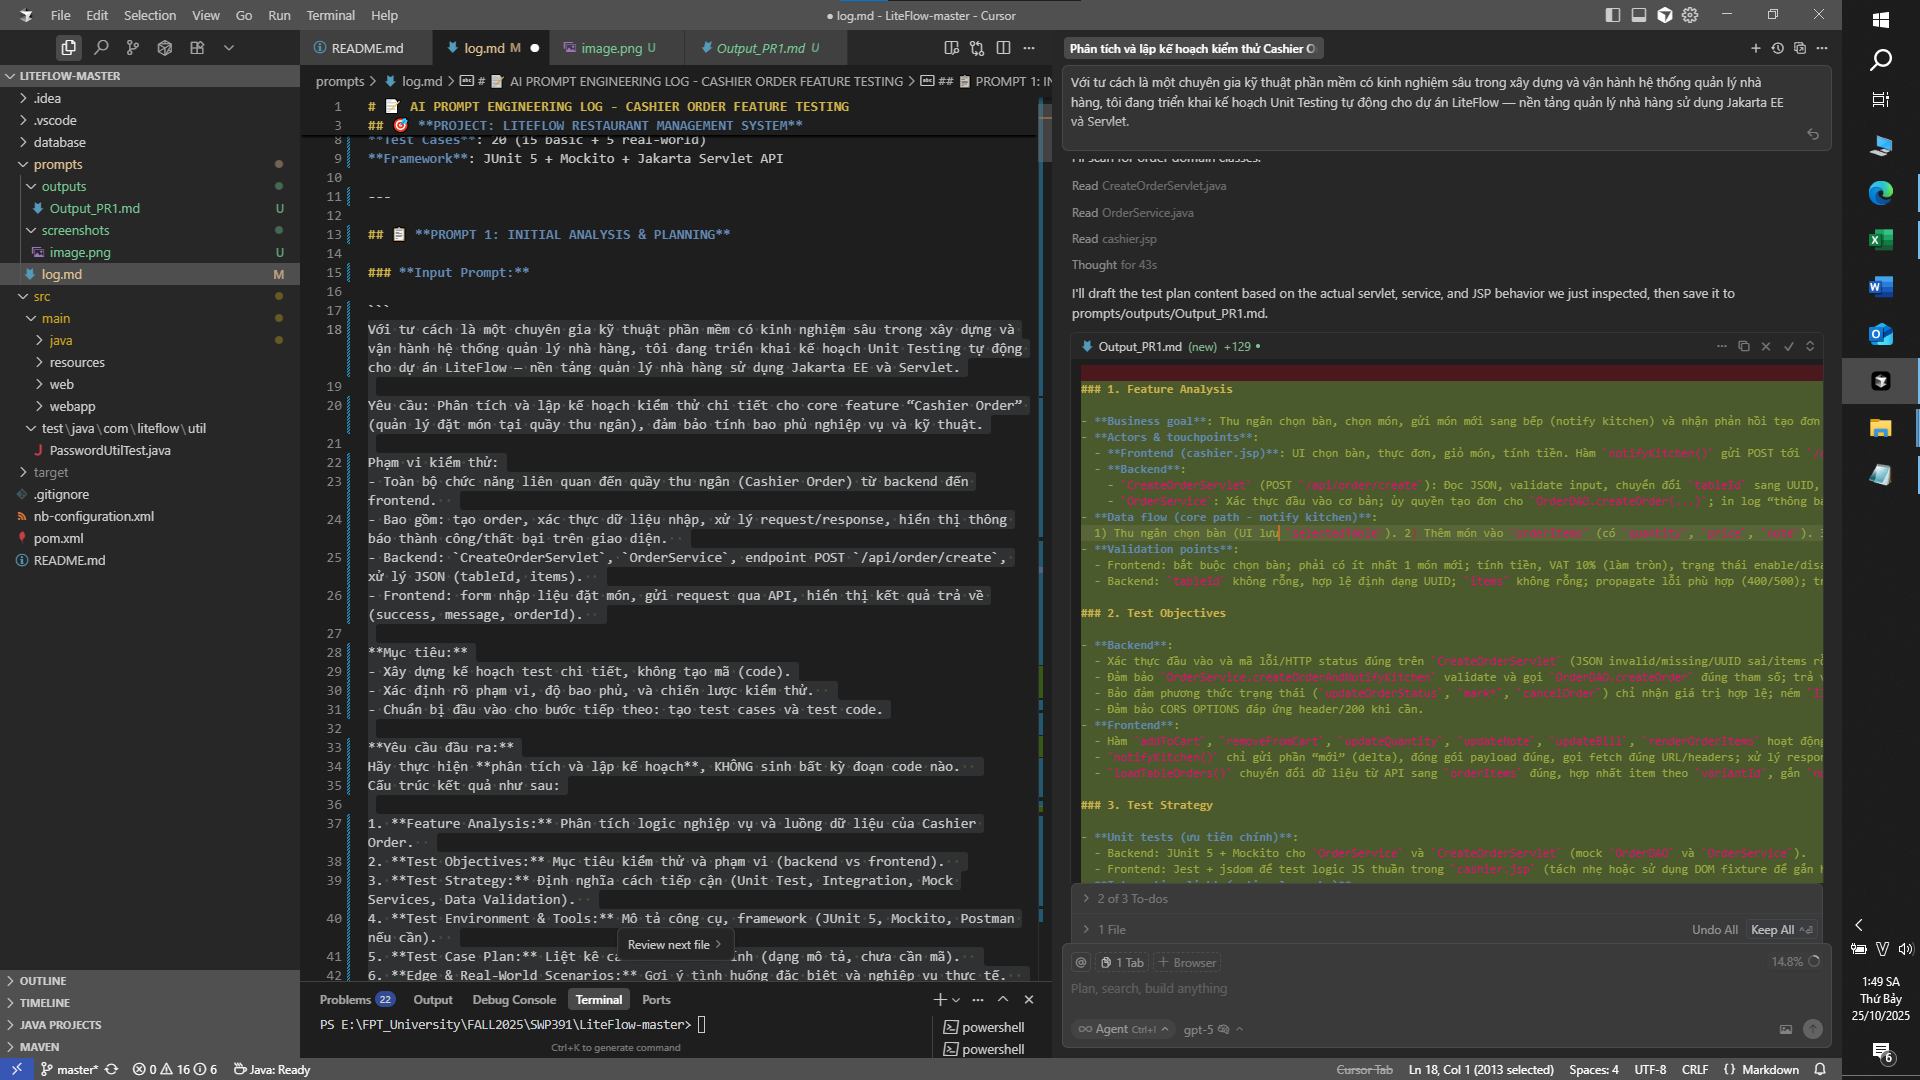 File Edit Selection View Go Run Terminal Help
● log.md - LiteFlow-master - Cursor
LITEFLOW-MASTER
.idea
.vscode
database
prompts
outputs
Output_PR1.md U
screenshots
image.png U
log.md M
src
main
java
resources
web
webapp
test\java\com\liteflow\util
PasswordUtilTest.java
target
.gitignore
nb-configuration.xml
pom.xml
README.md
OUTLINE
TIMELINE
JAVA PROJECTS
MAVEN
README.md
log.md M
image.png U
Output_PR1.md U
prompts > log.md > # 📝 AI PROMPT ENGINEERING LOG - CASHIER ORDER FEATURE TESTING > ## 📋 PROMPT 1: IN
1 # 📝 AI PROMPT ENGINEERING LOG - CASHIER ORDER FEATURE TESTING
3 ## 🎯 **PROJECT: LITEFLOW RESTAURANT MANAGEMENT SYSTEM**
8 **Test Cases**: 20 (15 basic + 5 real-world)
9 **Framework**: JUnit 5 + Mockito + Jakarta Servlet API
10
11 ---
12
13 ## 📋 **PROMPT 1: INITIAL ANALYSIS & PLANNING**
14
15 ### **Input Prompt:**
16
17 ```
18 Với tư cách là một chuyên gia kỹ thuật phần mềm có kinh nghiệm sâu trong xây dựng và
vận hành hệ thống quản lý nhà hàng, tôi đang triển khai kế hoạch Unit Testing tự động
cho dự án LiteFlow — nền tảng quản lý nhà hàng sử dụng Jakarta EE và Servlet.
19
20 Yêu cầu: Phân tích và lập kế hoạch kiểm thử chi tiết cho core feature “Cashier Order”
(quản lý đặt món tại quầy thu ngân), đảm bảo tính bao phủ nghiệp vụ và kỹ thuật.
21
22 Phạm vi kiểm thử:
23 - Toàn bộ chức năng liên quan đến quầy thu ngân (Cashier Order) từ backend đến
frontend.
24 - Bao gồm: tạo order, xác thực dữ liệu nhập, xử lý request/response, hiển thị thông
báo thành công/thất bại trên giao diện.
25 - Backend: `CreateOrderServlet`, `OrderService`, endpoint POST `/api/order/create`,
xử lý JSON (tableId, items).
26 - Frontend: form nhập liệu đặt món, gửi request qua API, hiển thị kết quả trả về
(success, message, orderId).
27
28 **Mục tiêu:**
29 - Xây dựng kế hoạch test chi tiết, không tạo mã (code).
30 - Xác định rõ phạm vi, độ bao phủ, và chiến lược kiểm thử.
31 - Chuẩn bị đầu vào cho bước tiếp theo: tạo test cases và test code.
32
33 **Yêu cầu đầu ra:**
34 Hãy thực hiện **phân tích và lập kế hoạch**, KHÔNG sinh bất kỳ đoạn code nào.
35 Cấu trúc kết quả như sau:
36
37 1. **Feature Analysis:** Phân tích logic nghiệp vụ và luồng dữ liệu của Cashier
Order.
38 2. **Test Objectives:** Mục tiêu kiểm thử và phạm vi (backend vs frontend).
39 3. **Test Strategy:** Định nghĩa cách tiếp cận (Unit Test, Integration, Mock
Services, Data Validation).
40 4. **Test Environment & Tools:** Mô tả công cụ, framework (JUnit 5, Mockito, Postman
nếu cần).
41 5. **Test Case Plan:** Liệt kê cá ính (dạng mô tả, chưa cần mã).
42 6. **Edge & Real-World Scenarios:** Gợi ý tình huống đặc biệt và nghiệp vụ thực tế.
Review next file >
Problems 22 Output Debug Console Terminal Ports
PS E:\FPT_University\FALL2025\SWP391\LiteFlow-master>
Ctrl+K to generate command
powershell
powershell
Phân tích và lập kế hoạch kiểm thử Cashier O
Với tư cách là một chuyên gia kỹ thuật phần mềm có kinh nghiệm sâu trong xây dựng và vận hành hệ thống quản lý nhà
hàng, tôi đang triển khai kế hoạch Unit Testing tự động cho dự án LiteFlow — nền tảng quản lý nhà hàng sử dụng Jakarta EE
và Servlet.
I'll scan for order domain classes.
Read CreateOrderServlet.java
Read OrderService.java
Read cashier.jsp
Thought for 43s
I'll draft the test plan content based on the actual servlet, service, and JSP behavior we just inspected, then save it to
prompts/outputs/Output_PR1.md.
Output_PR1.md (new) +129 •
### 1. Feature Analysis
- **Business goal**: Thu ngân chọn bàn, chọn món, gửi món mới sang bếp (notify kitchen) và nhận phản hồi tạo đơn
- **Actors & touchpoints**:
- **Frontend (cashier.jsp)**: UI chọn bàn, thực đơn, giỏ món, tính tiền. Hàm `notifyKitchen()` gửi POST tới
- **Backend**:
- `CreateOrderServlet` (POST `/api/order/create`): Đọc JSON, validate input, chuyển đổi `tableId` sang UUID,
- `OrderService`: Xác thực đầu vào cơ bản; ủy quyền tạo đơn cho `OrderDAO.createOrder(...)`; in log “thông bá
- **Data flow (core path - notify kitchen)**:
1) Thu ngân chọn bàn (UI lưu `selectedTable`). 2) Thêm món vào `orderItems` (có `quantity`, `price`, `note`). 3
- **Validation points**:
- Frontend: bắt buộc chọn bàn; phải có ít nhất 1 món mới; tính tiền, VAT 10% (làm tròn), trạng thái enable/disa
- Backend: `tableId` không rỗng, hợp lệ định dạng UUID; `items` không rỗng; propagate lỗi phù hợp (400/500); tr
### 2. Test Objectives
- **Backend**:
- Xác thực đầu vào và mã lỗi/HTTP status đúng trên `CreateOrderServlet` (JSON invalid/missing/UUID sai/items rỗ
- Đảm bảo `OrderService.createOrderAndNotifyKitchen` validate và gọi `OrderDAO.createOrder` đúng tham số; trả v
- Bảo đảm phương thức trạng thái (`updateOrderStatus`, `mark*`, `cancelOrder`) chỉ nhận giá trị hợp lệ; ném
- Đảm bảo CORS OPTIONS đáp ứng header/200 khi cần.
- **Frontend**:
- Hàm `addToCart`, `removeFromCart`, `updateQuantity`, `updateNote`, `updateBill`, `renderOrderItems` hoạt động
- `notifyKitchen()` chỉ gửi phần “mới” (delta), đóng gói payload đúng, gọi fetch đúng URL/headers; xử lý respon
- `loadTableOrders()` chuyển đổi dữ liệu từ API sang `orderItems` đúng, hợp nhất item theo `variantId`, gắn
### 3. Test Strategy
- **Unit tests (ưu tiên chính)**:
- Backend: JUnit 5 + Mockito cho `OrderService` và `CreateOrderServlet` (mock `OrderDAO` và `OrderService`).
- Frontend: Jest + jsdom để test logic JS thuần trong `cashier.jsp` (tách nhẹ hoặc sử dụng DOM fixture để gắn h
2 of 3 To-dos
1 File
Undo All Keep All
@ 1 Tab + Browser 14.8%
Plan, search, build anything
∞ Agent Ctrl+I gpt-5
1:49 SA
Thứ Bảy
25/10/2025
6
master* 0 16 6 Java: Ready
Cursor Tab Ln 18, Col 1 (2013 selected) Spaces: 4 UTF-8 CRLF {} Markdown